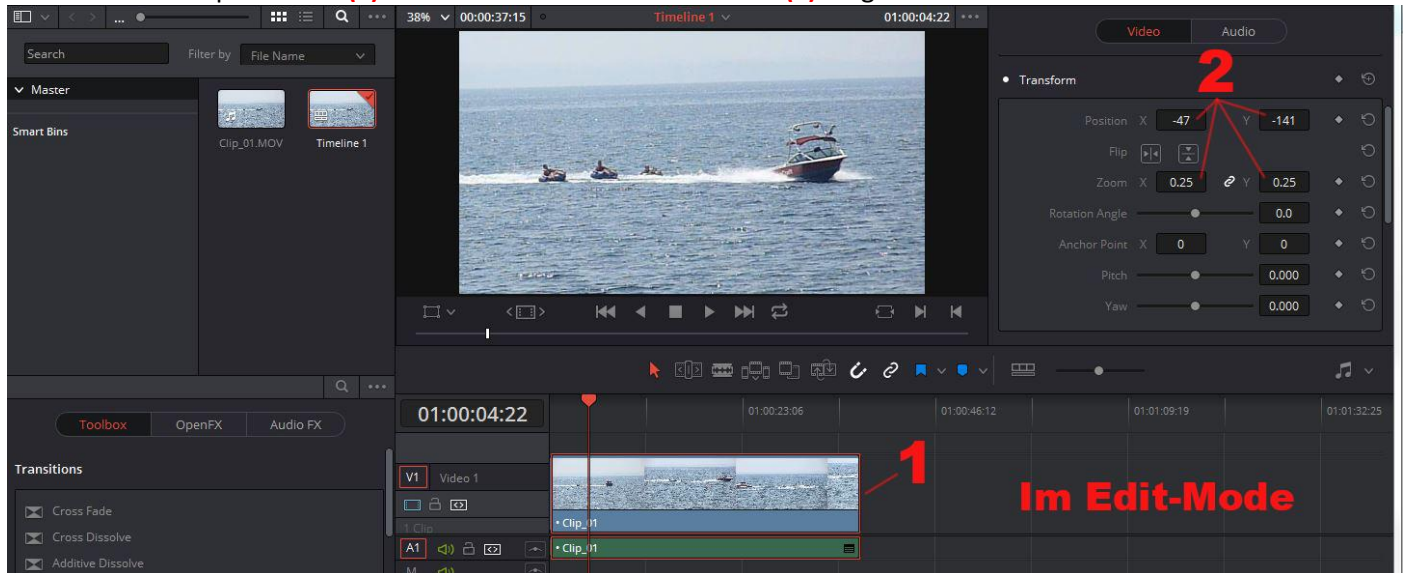 (1) (2)
38% 00:00:37:15 Timeline 1 01:00:04:22
Video Audio
Search Filter by File Name
2
Transform
Master
Position X -47 Y -141
Smart Bins
Clip_01.MOV Timeline 1
Flip
Zoom X 0.25 Y 0.25
Rotation Angle 0.0
Anchor Point X 0 Y 0
Pitch 0.000
Yaw 0.000
01:00:04:22 01:00:23:06 01:00:46:12 01:01:09:19 01:01:32:25
Toolbox OpenFX Audio FX
1
Transitions
V1 Video 1
Im Edit-Mode
Cross Fade
1 Clip
• Clip_01
Cross Dissolve
A1 • Clip_01
Additive Dissolve
M